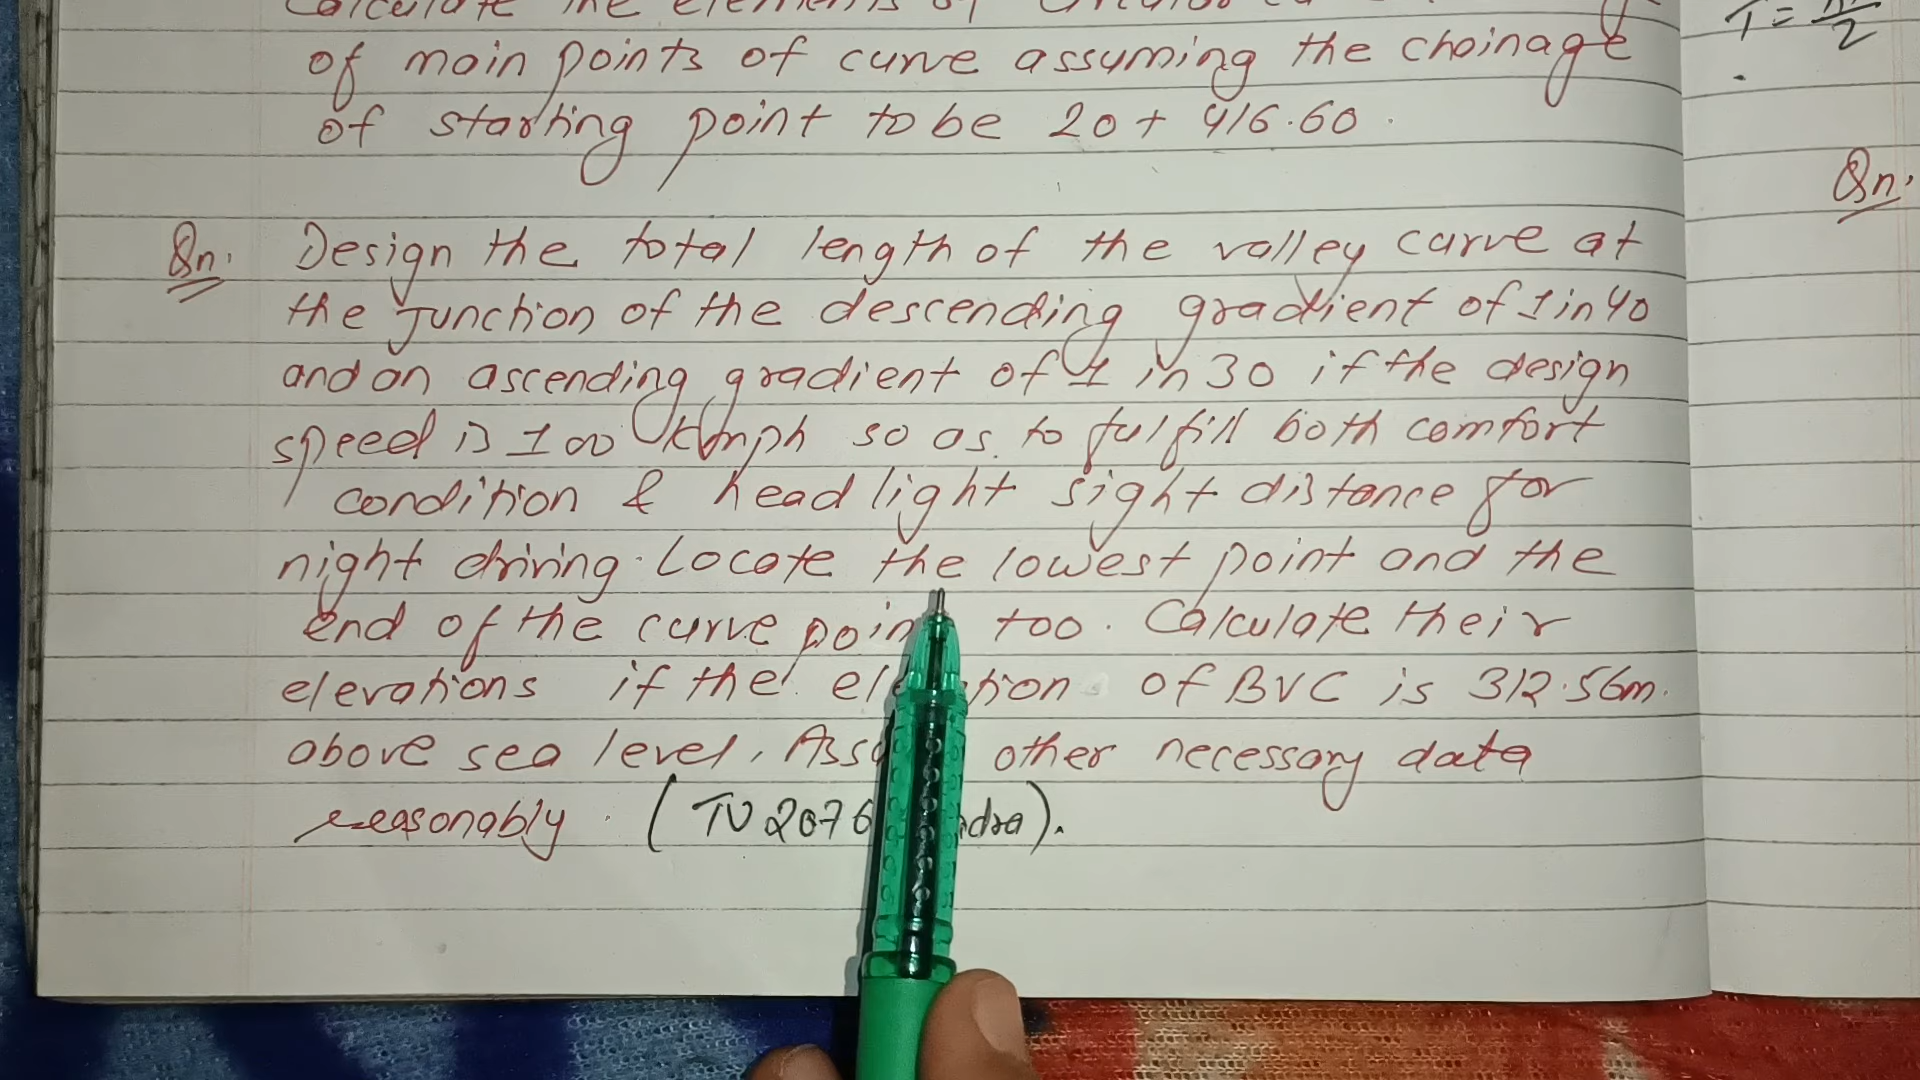 Calculate the elements of
of main points of curve assuming the chainage
of starting point to be 20+ 416.60.
Qn. Design the total length of the valley curve at
the junction of the descending gradient of 1 in 40
and an ascending gradient of 1 in 30 if the design
speed is 100 kmph so as to fulfill both comfort
condition & head light sight distance for
night driving. Locate the lowest point and the
end of the curve point too. Calculate their
elevations if the of BVC is 312.56m.
above sea level, other necessary data
reasonably. (TU 2076
T = 2
Qn.